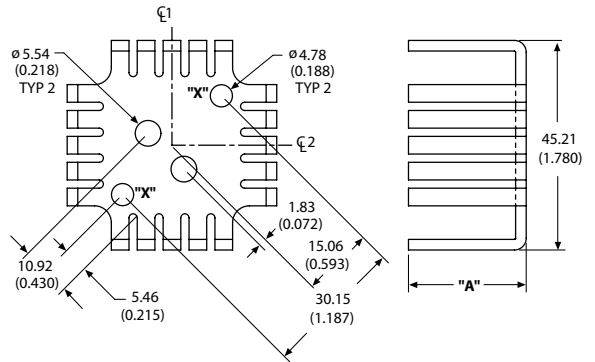 ℄1
ø 5.54
(0.218)
TYP 2
ø 4.78
(0.188)
TYP 2
"X"
℄2
45.21
(1.780)
"X"
1.83
(0.072)
15.06
(0.593)
10.92
(0.430)
5.46
(0.215)
30.15
(1.187)
"A"